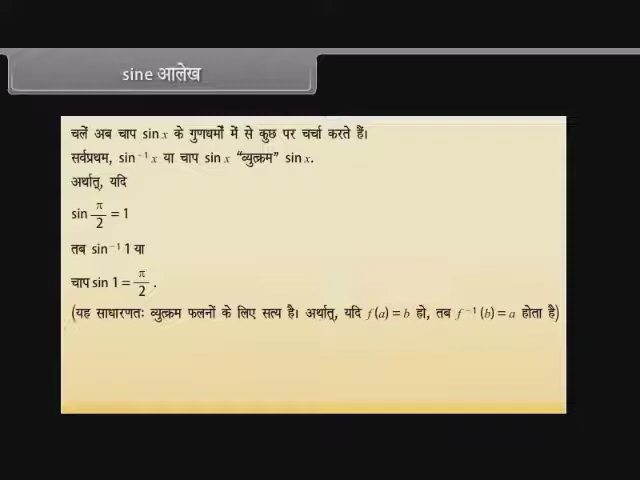 sine आलेख
चलें अब चाप sin x के गुणधर्मों में से कुछ पर चर्चा करते हैं।
सर्वप्रथम, sin⁻¹ x या चाप sin x “व्युत्क्रम” sin x.
अर्थात्, यदि
sin π/2 = 1
तब sin⁻¹ 1 या
चाप sin 1 = π/2 .
(यह साधारणतः व्युत्क्रम फलनों के लिए सत्य है। अर्थात्, यदि f(a) = b हो, तब f⁻¹(b) = a होता है)